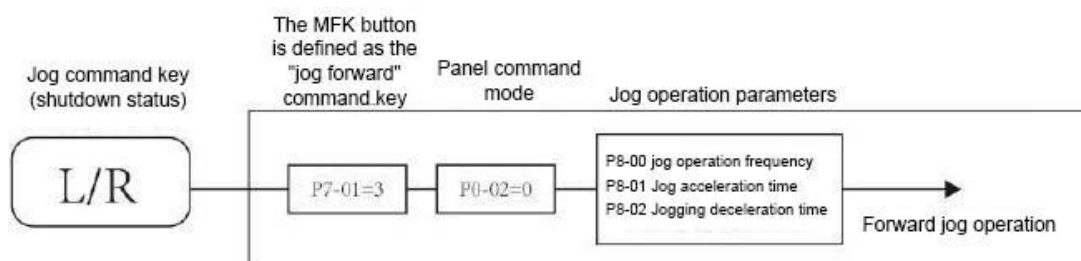 Jog command key
(shutdown status)
L/R
The MFK button
is defined as the
"jog forward"
command.key
P7-01=3
Panel command
mode
P0-02=0
Jog operation parameters
P8-00 jog operation frequency
P8-01 Jog acceleration time
P8-02 Jogging deceleration time
Forward jog operation